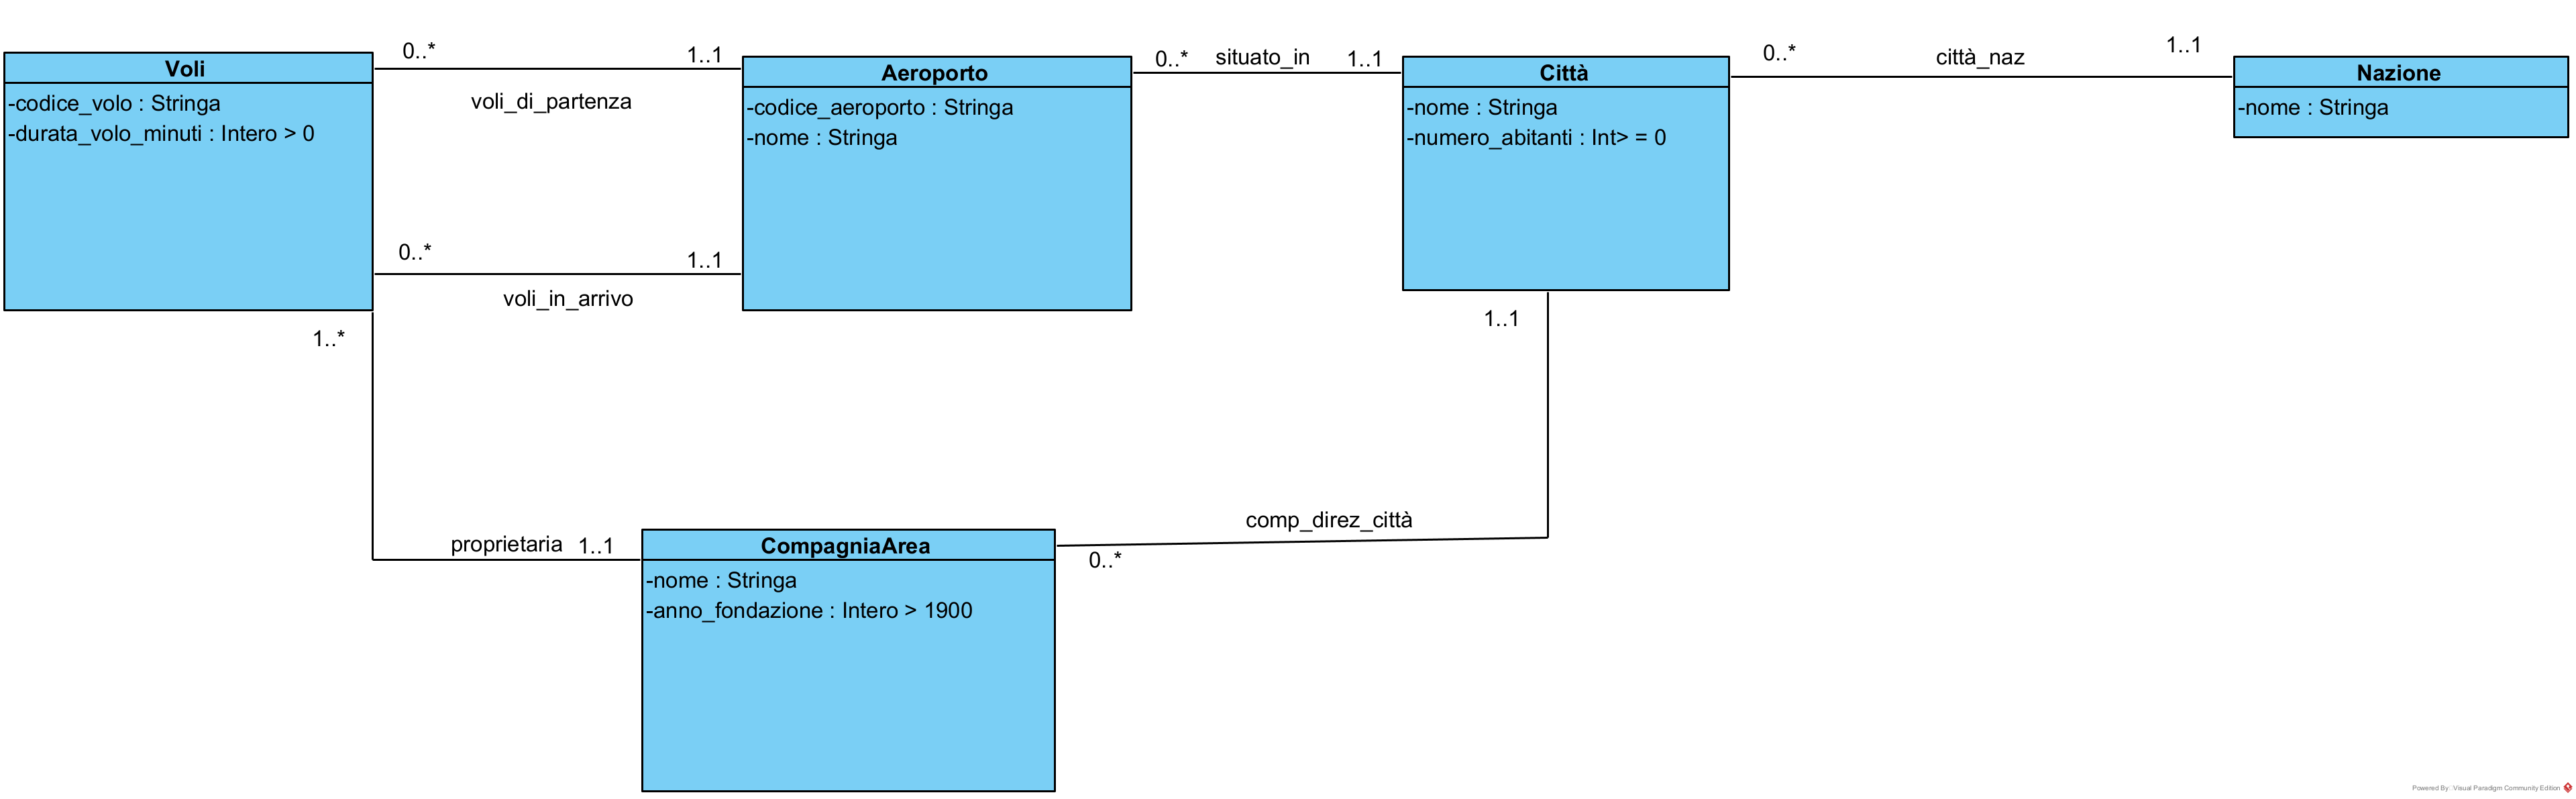 Voli
-codice_volo : Stringa
-durata_volo_minuti : Intero > 0
0..*
1..1
voli_di_partenza
0..*
1..1
voli_in_arrivo
Aeroporto
-codice_aeroporto : Stringa
-nome : Stringa
0..*
situato_in
1..1
Città
-nome : Stringa
-numero_abitanti : Int> = 0
0..*
città_naz
1..1
Nazione
-nome : Stringa
1..*
proprietaria
1..1
CompagniaArea
-nome : Stringa
-anno_fondazione : Intero > 1900
0..*
comp_direz_città
1..1
Powered By: Visual Paradigm Community Edition